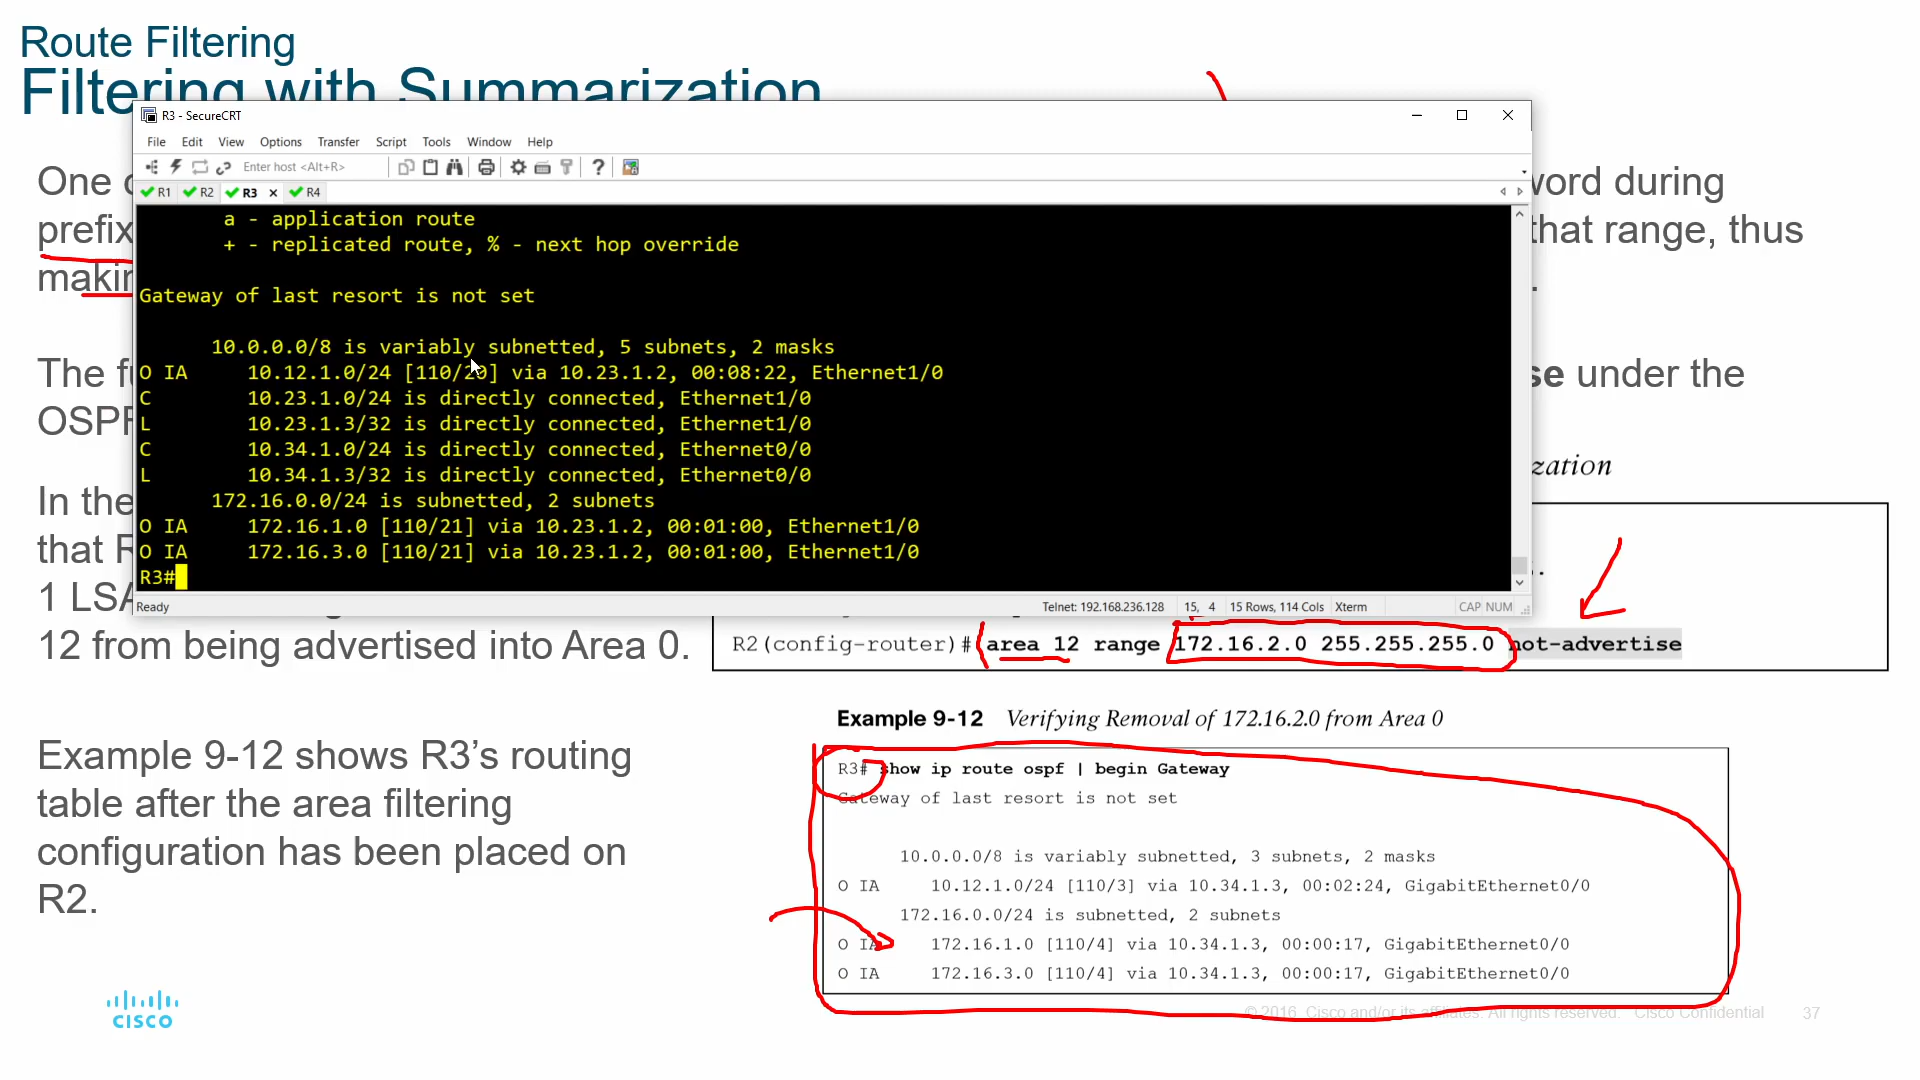 Route Filtering
Filtering with Summarization
R3 - SecureCRT
File Edit View Options Transfer Script Tools Window Help
Enter host <Alt+R>
R1 R2 R3 R4
One
prefix
makin
word during
that range, thus
a - application route
+ - replicated route, % - next hop override
Gateway of last resort is not set
10.0.0.0/8 is variably subnetted, 5 subnets, 2 masks
O IA 10.12.1.0/24 [110/20] via 10.23.1.2, 00:08:22, Ethernet1/0
C 10.23.1.0/24 is directly connected, Ethernet1/0
L 10.23.1.3/32 is directly connected, Ethernet1/0
C 10.34.1.0/24 is directly connected, Ethernet0/0
L 10.34.1.3/32 is directly connected, Ethernet0/0
172.16.0.0/24 is subnetted, 2 subnets
O IA 172.16.1.0 [110/21] via 10.23.1.2, 00:01:00, Ethernet1/0
O IA 172.16.3.0 [110/21] via 10.23.1.2, 00:01:00, Ethernet1/0
R3#
Ready Telnet: 192.168.236.128 15, 4 15 Rows, 114 Cols Xterm CAP NUM
The
se under the
OSPF
zation
In the
that R
1 LSA
12 from being advertised into Area 0.
R2(config-router)# area 12 range 172.16.2.0 255.255.255.0 not-advertise
Example 9-12 Verifying Removal of 172.16.2.0 from Area 0
Example 9-12 shows R3’s routing
table after the area filtering
configuration has been placed on
R2.
R3# show ip route ospf | begin Gateway
Gateway of last resort is not set
10.0.0.0/8 is variably subnetted, 3 subnets, 2 masks
O IA 10.12.1.0/24 [110/3] via 10.34.1.3, 00:02:24, GigabitEthernet0/0
172.16.0.0/24 is subnetted, 2 subnets
O IA 172.16.1.0 [110/4] via 10.34.1.3, 00:00:17, GigabitEthernet0/0
O IA 172.16.3.0 [110/4] via 10.34.1.3, 00:00:17, GigabitEthernet0/0
CISCO
© 2016 Cisco and/or its affiliates. All rights reserved. Cisco Confidential 37